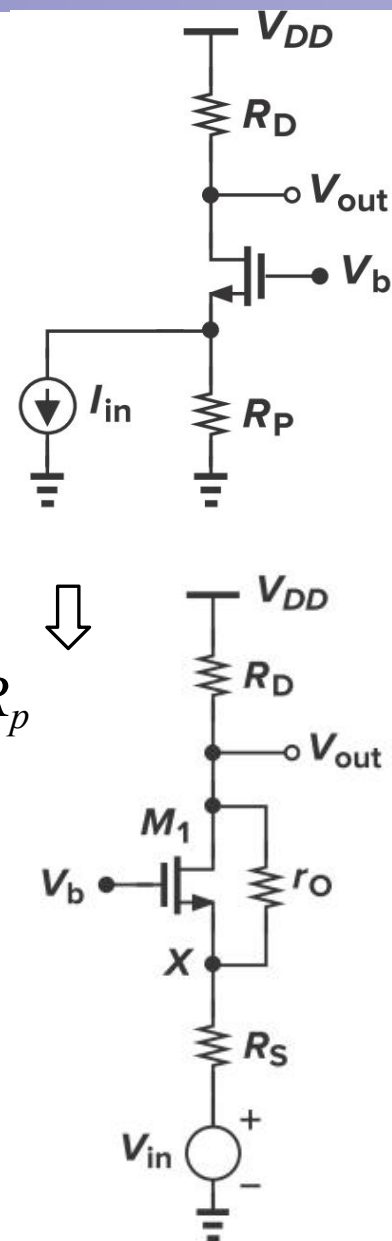 V_DD
R_D
V_out
V_b
I_in
R_P
V_DD
R_D
R_p
V_out
M_1
V_b
r_O
X
R_S
V_in
+
−